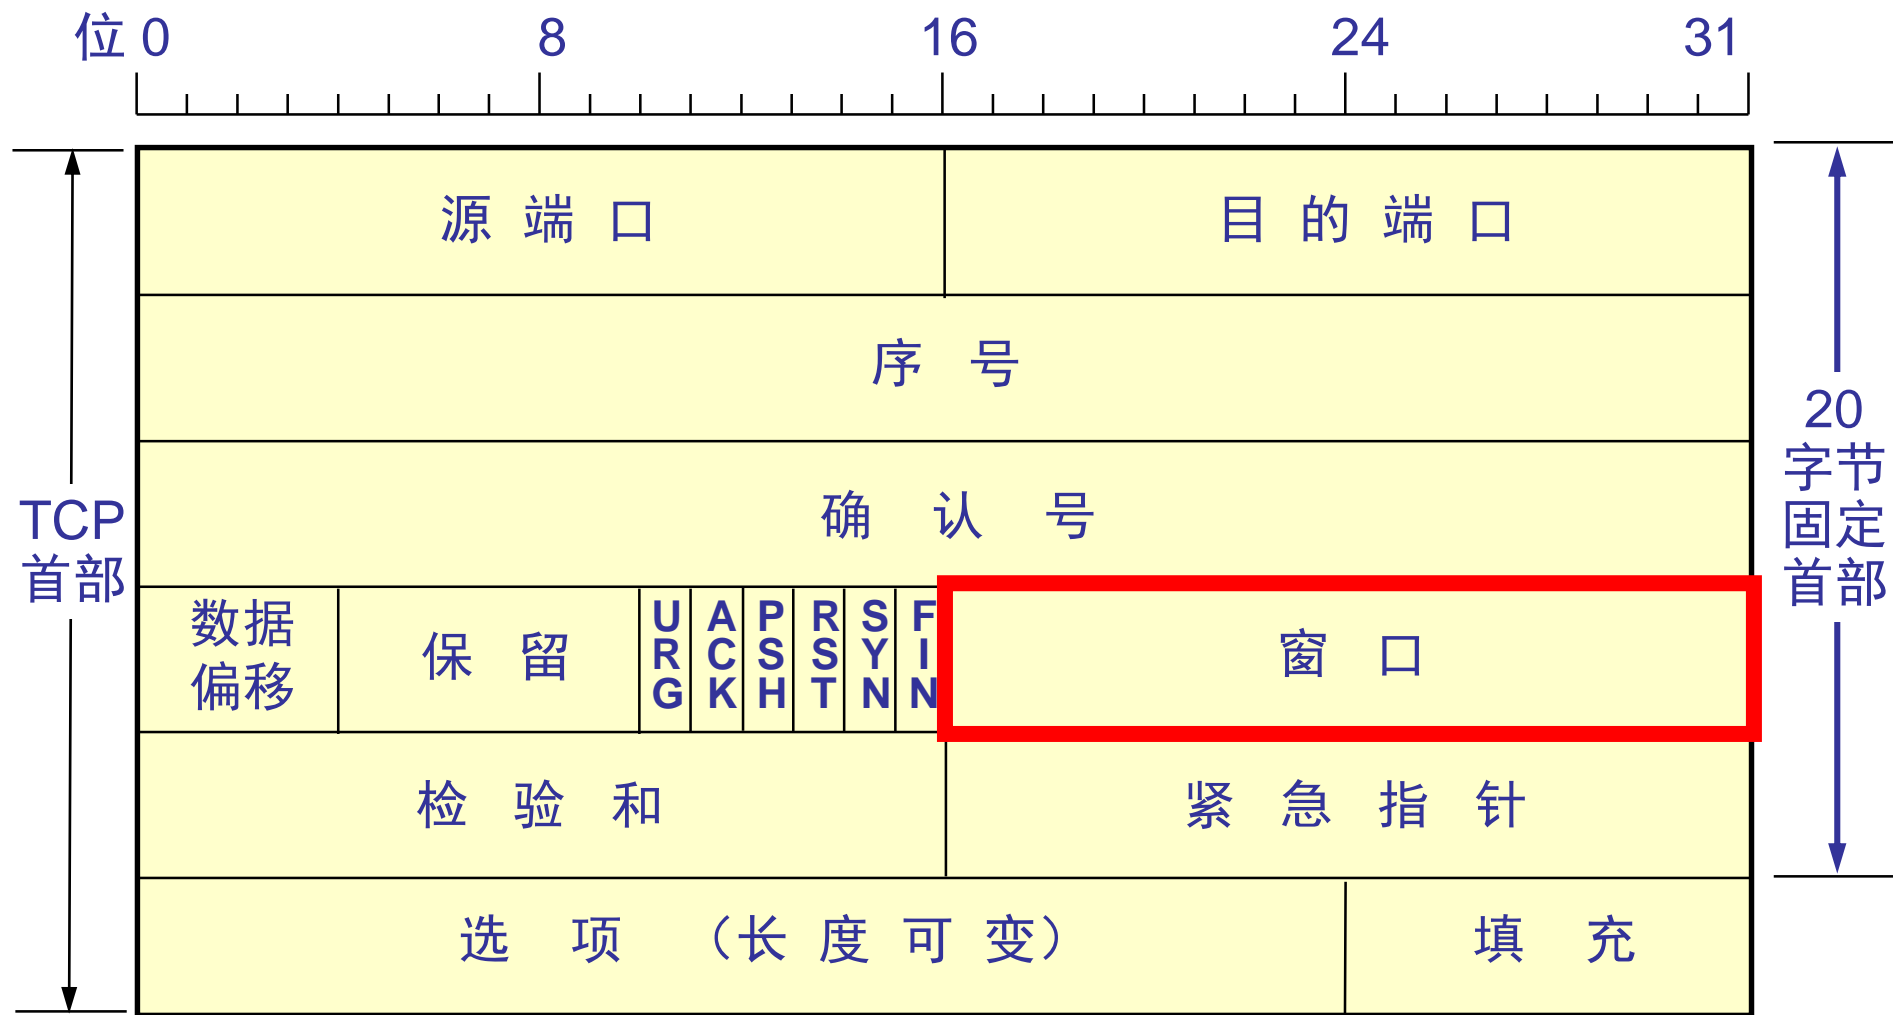 位 0 8 16 24 31
源 端 口 目 的 端 口
序 号
确 认 号
数据
偏移
保 留
URG
ACK
PSH
RST
SYN
FIN
窗 口
检 验 和 紧 急 指 针
选 项 （长 度 可 变） 填 充
TCP
首部
20
字节
固定
首部